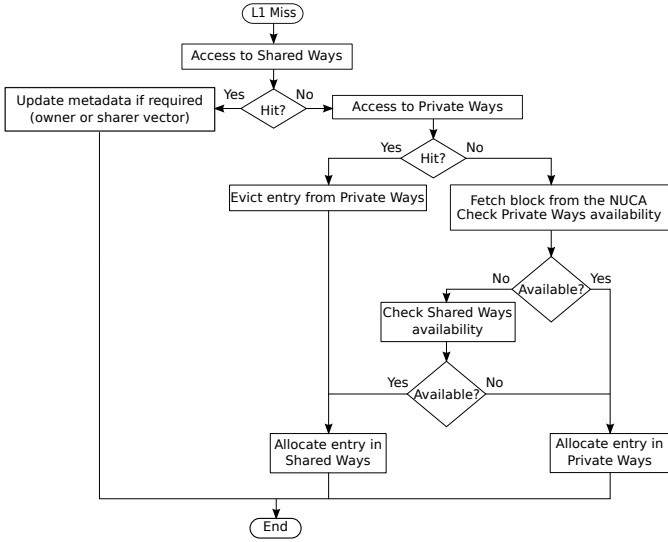 L1 Miss
Access to Shared Ways
Yes
No
Hit?
Update metadata if required
(owner or sharer vector)
Access to Private Ways
Yes
No
Hit?
Evict entry from Private Ways
Fetch block from the NUCA
Check Private Ways availability
No
Yes
Available?
Check Shared Ways
availability
Yes
No
Available?
Allocate entry in
Shared Ways
Allocate entry in
Private Ways
End